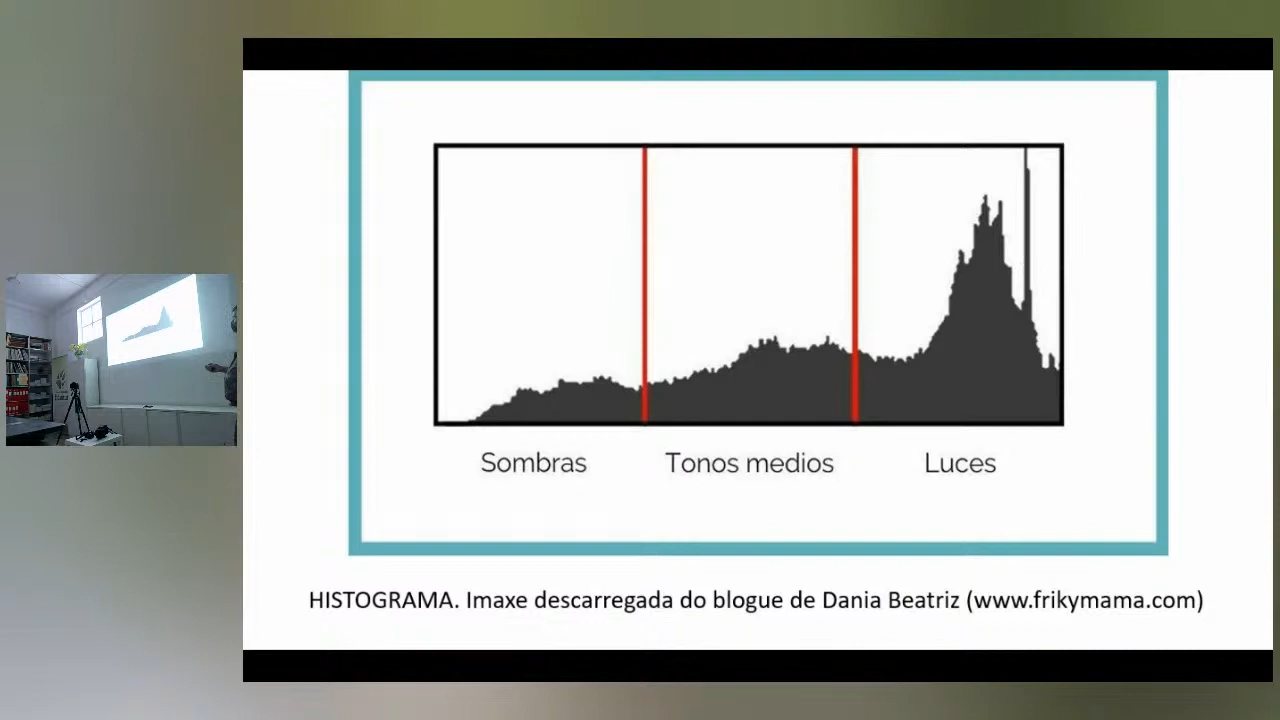 Sombras
Tonos medios
Luces
HISTOGRAMA. Imaxe descarregada do blogue de Dania Beatriz (www.frikymama.com)